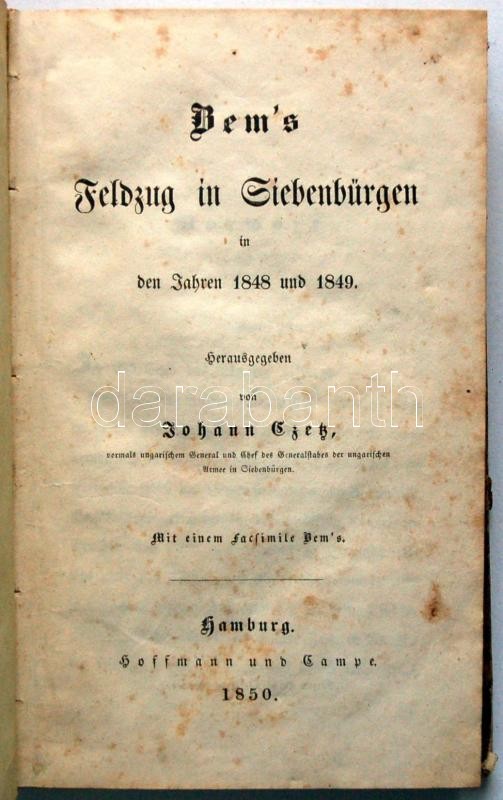 Bem's
Feldzug in Siebenbürgen
in
den Jahren 1848 und 1849.
Herausgegeben
von
darabanth
Johann Czetz,
vormals ungarischem General und Chef des Generalstabes der ungarischen
Armee in Siebenbürgen.
Mit einem Facsimile Bem's.
Hamburg.
Hoffmann und Campe.
1850.